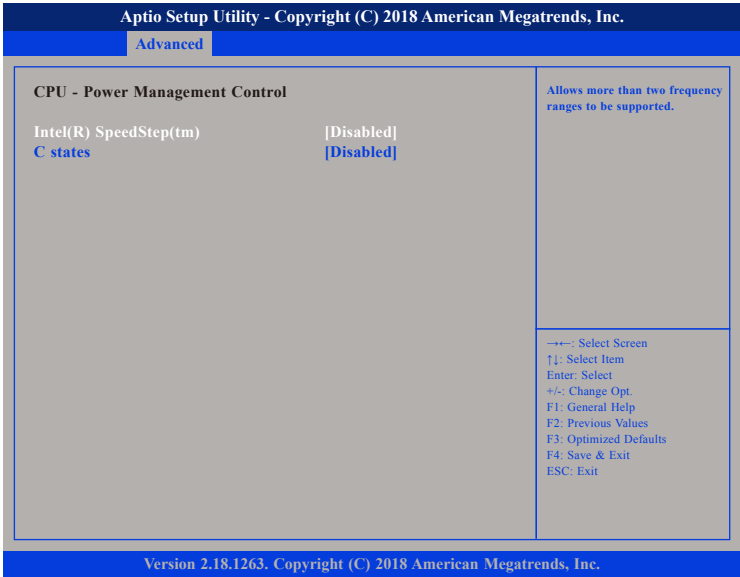 Aptio Setup Utility - Copyright (C) 2018 American Megatrends, Inc.
Advanced
CPU - Power Management Control
Intel(R) SpeedStep(tm) [Disabled]
C states [Disabled]
Allows more than two frequency
ranges to be supported.
→←: Select Screen
↑↓: Select Item
Enter: Select
+/-: Change Opt.
F1: General Help
F2: Previous Values
F3: Optimized Defaults
F4: Save & Exit
ESC: Exit
Version 2.18.1263. Copyright (C) 2018 American Megatrends, Inc.